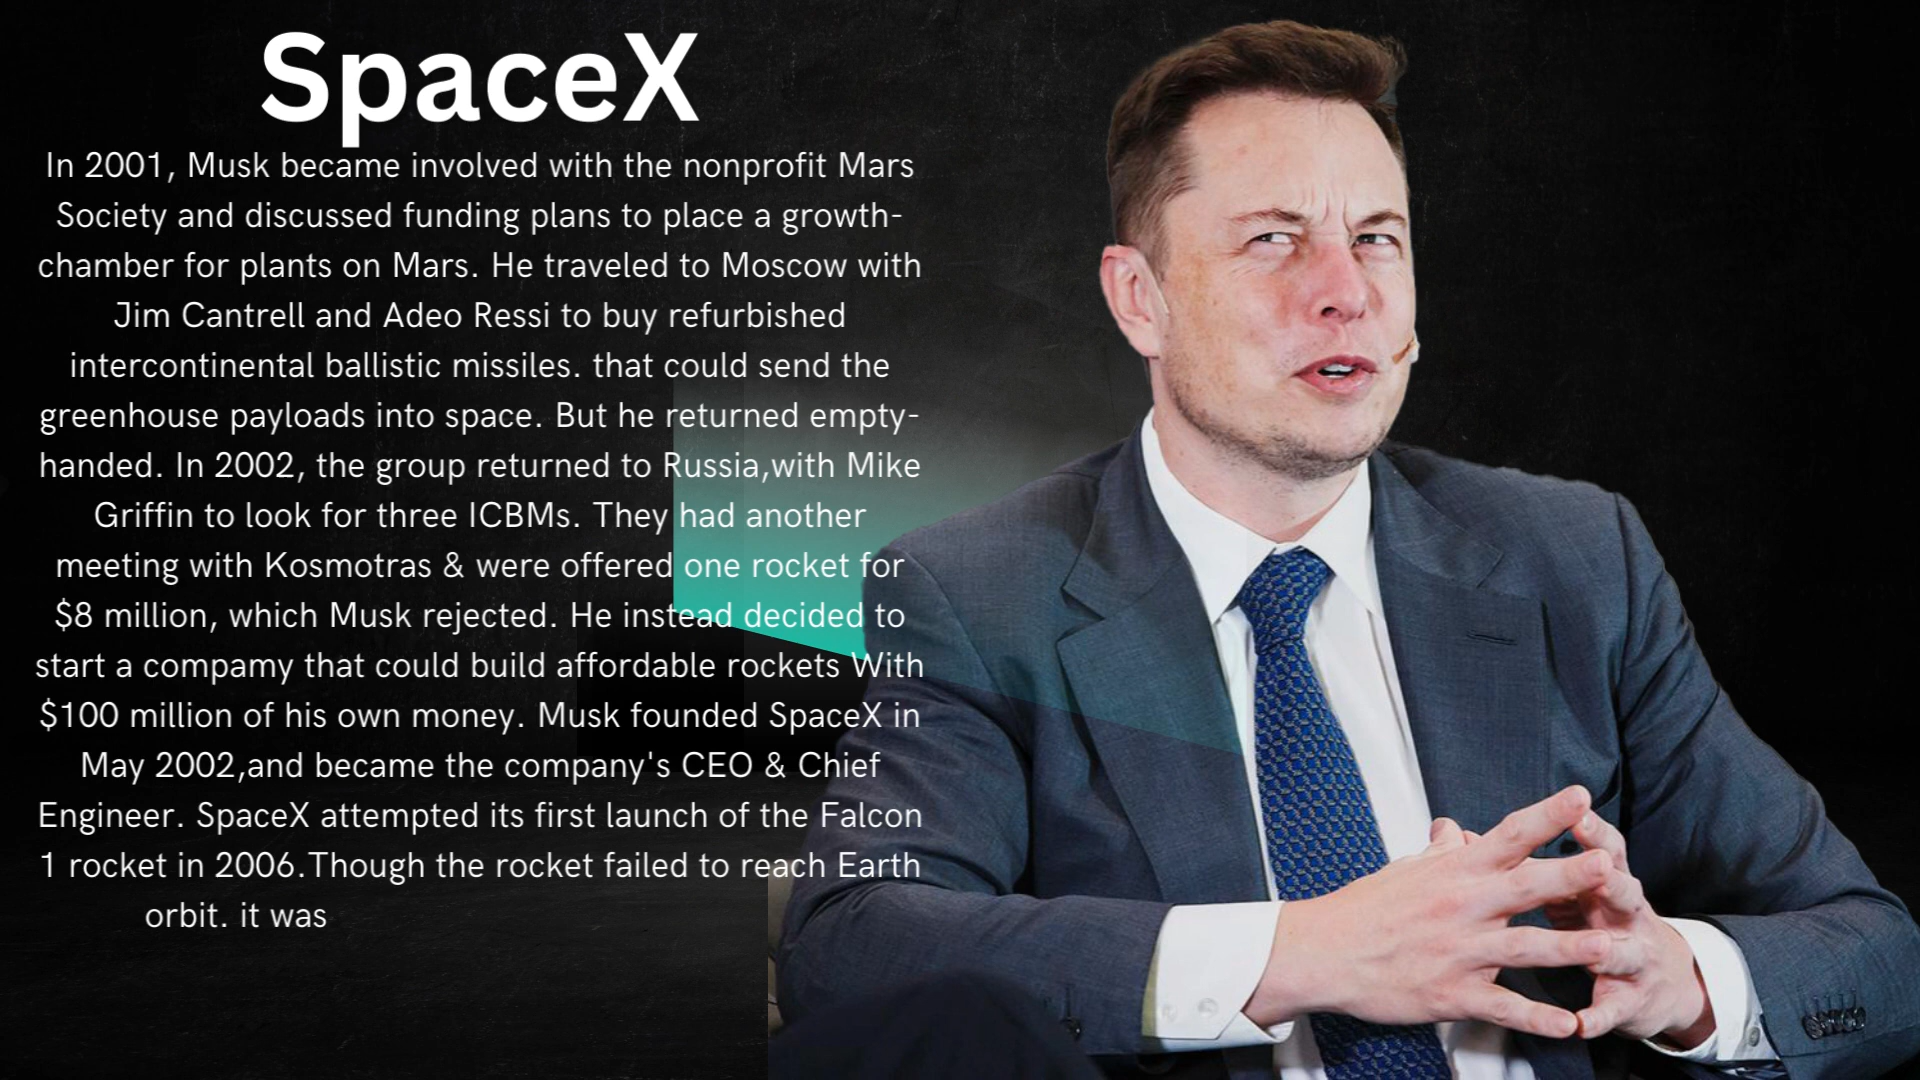 SpaceX
In 2001, Musk became involved with the nonprofit Mars
Society and discussed funding plans to place a growth-
chamber for plants on Mars. He traveled to Moscow with
Jim Cantrell and Adeo Ressi to buy refurbished
intercontinental ballistic missiles. that could send the
greenhouse payloads into space. But he returned empty-
handed. In 2002, the group returned to Russia,with Mike
Griffin to look for three ICBMs. They had another
meeting with Kosmotras & were offered one rocket for
$8 million, which Musk rejected. He instead decided to
start a compamy that could build affordable rockets With
$100 million of his own money. Musk founded SpaceX in
May 2002,and became the company's CEO & Chief
Engineer. SpaceX attempted its first launch of the Falcon
1 rocket in 2006.Though the rocket failed to reach Earth
orbit. it was